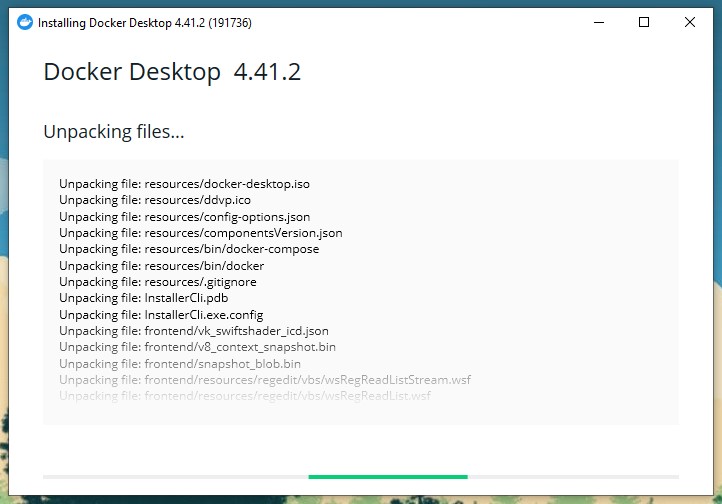 Installing Docker Desktop 4.41.2 (191736)
Docker Desktop 4.41.2
Unpacking files...
Unpacking file: resources/docker-desktop.iso
Unpacking file: resources/ddvp.ico
Unpacking file: resources/config-options.json
Unpacking file: resources/componentsVersion.json
Unpacking file: resources/bin/docker-compose
Unpacking file: resources/bin/docker
Unpacking file: resources/.gitignore
Unpacking file: InstallerCli.pdb
Unpacking file: InstallerCli.exe.config
Unpacking file: frontend/vk_swiftshader_icd.json
Unpacking file: frontend/v8_context_snapshot.bin
Unpacking file: frontend/snapshot_blob.bin
Unpacking file: frontend/resources/regedit/vbs/wsRegReadListStream.wsf
Unpacking file: frontend/resources/regedit/vbs/wsRegReadList.wsf